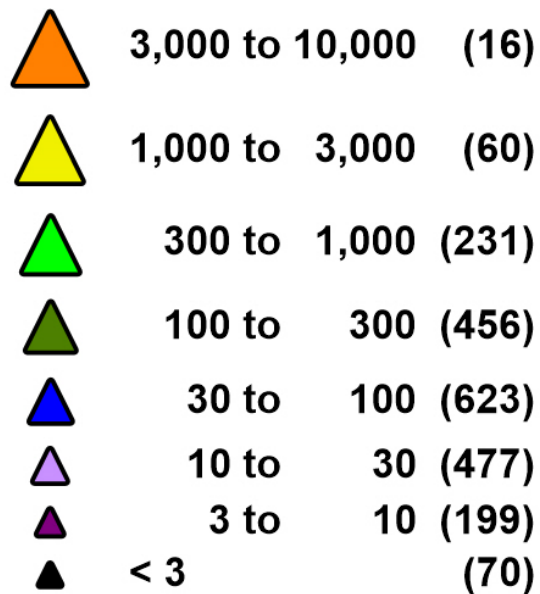 3,000 to 10,000 (16)
1,000 to 3,000 (60)
300 to 1,000 (231)
100 to 300 (456)
30 to 100 (623)
10 to 30 (477)
3 to 10 (199)
< 3 (70)